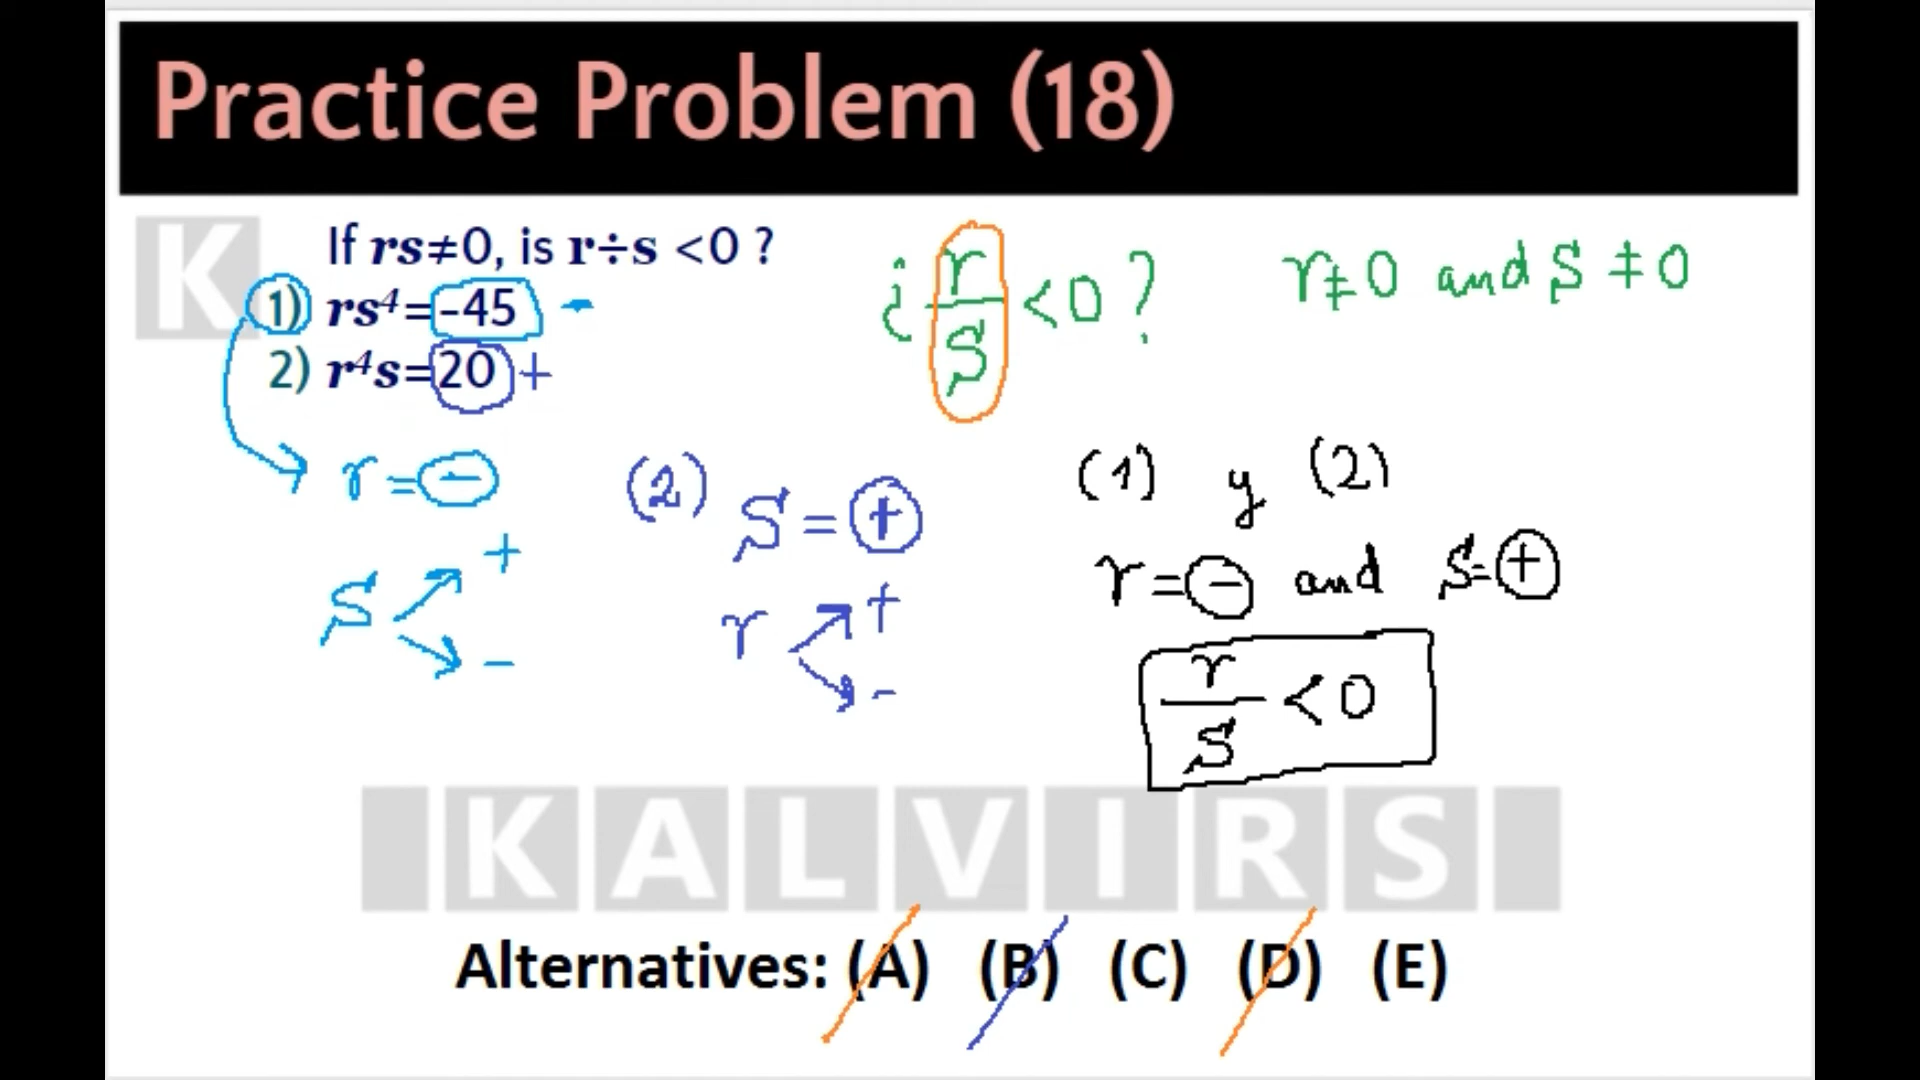 Practice Problem (18)
K
If rs≠0, is r÷s <0 ?
1) rs⁴=-45 -
2) r⁴s=20 +
¿ r/s < 0 ?
r≠0 and s≠0
r = -
s + -
(2) s = +
r + -
(1) y (2)
r = - and s = +
r/s < 0
KALVIRS
Alternatives: (A) (B) (C) (D) (E)